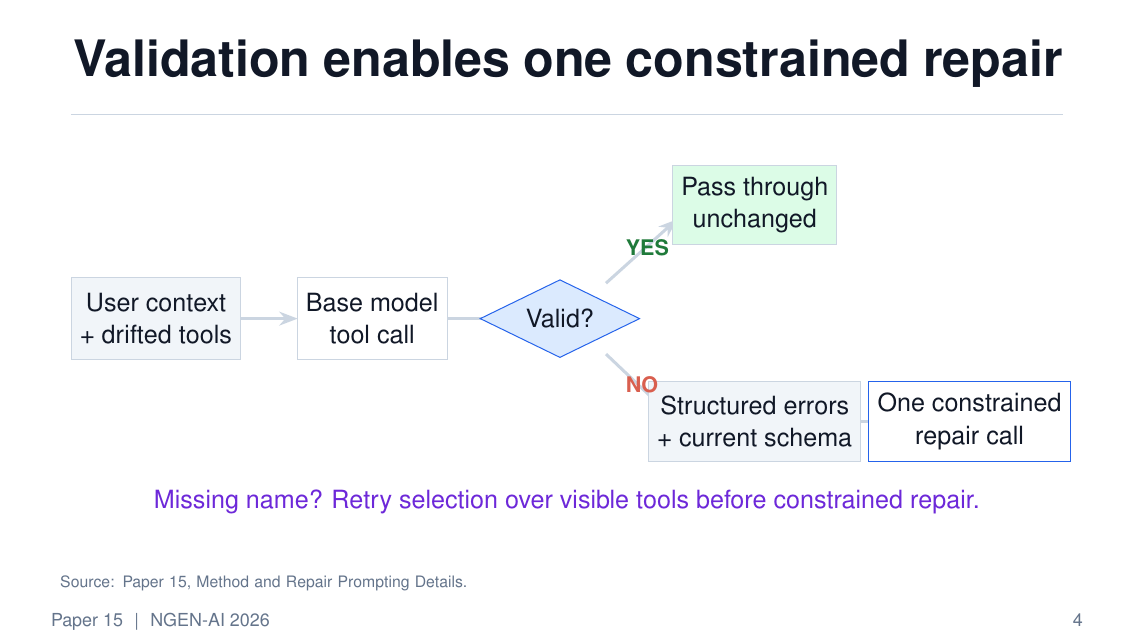 Validation enables one constrained repair
Pass through
unchanged
YES
User context
+ drifted tools
Base model
tool call
Valid?
NO
Structured errors
+ current schema
One constrained
repair call
Missing name? Retry selection over visible tools before constrained repair.
Source: Paper 15, Method and Repair Prompting Details.
Paper 15 | NGEN-AI 2026
4